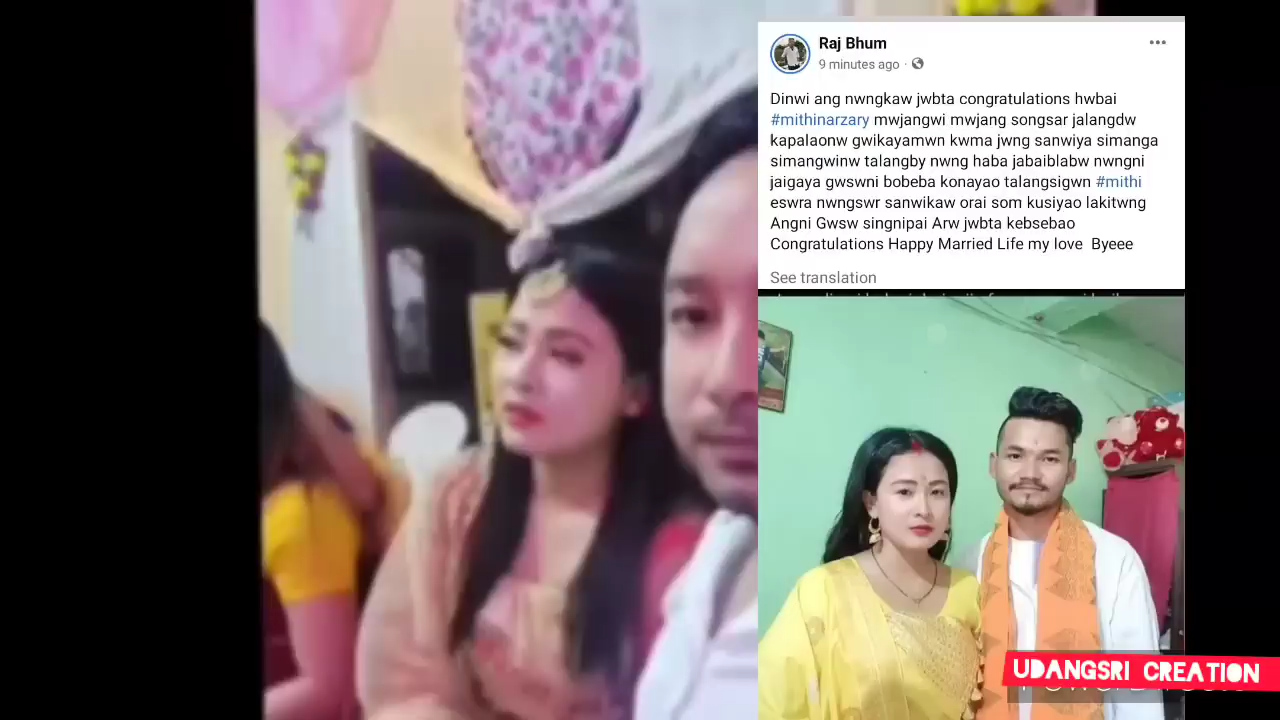 Raj Bhum
9 minutes ago
Dinwi ang nwngkaw jwbta congratulations hwbai
#mithinarzary mwjangwi mwjang songsar jalangdw
kapalaonw gwikayamwn kwma jwng sanwiya simanga
simangwinw talangby nwng haba jabaiblabw nwngni
jaigaya gwswni bobeba konayao talangsigwn #mithi
eswra nwngswr sanwikaw orai som kusiyao lakitwng
Angni Gwsw singnipai Arw jwbta kebsebao
Congratulations Happy Married Life my love Byeee
See translation
UDANGSRI CREATION